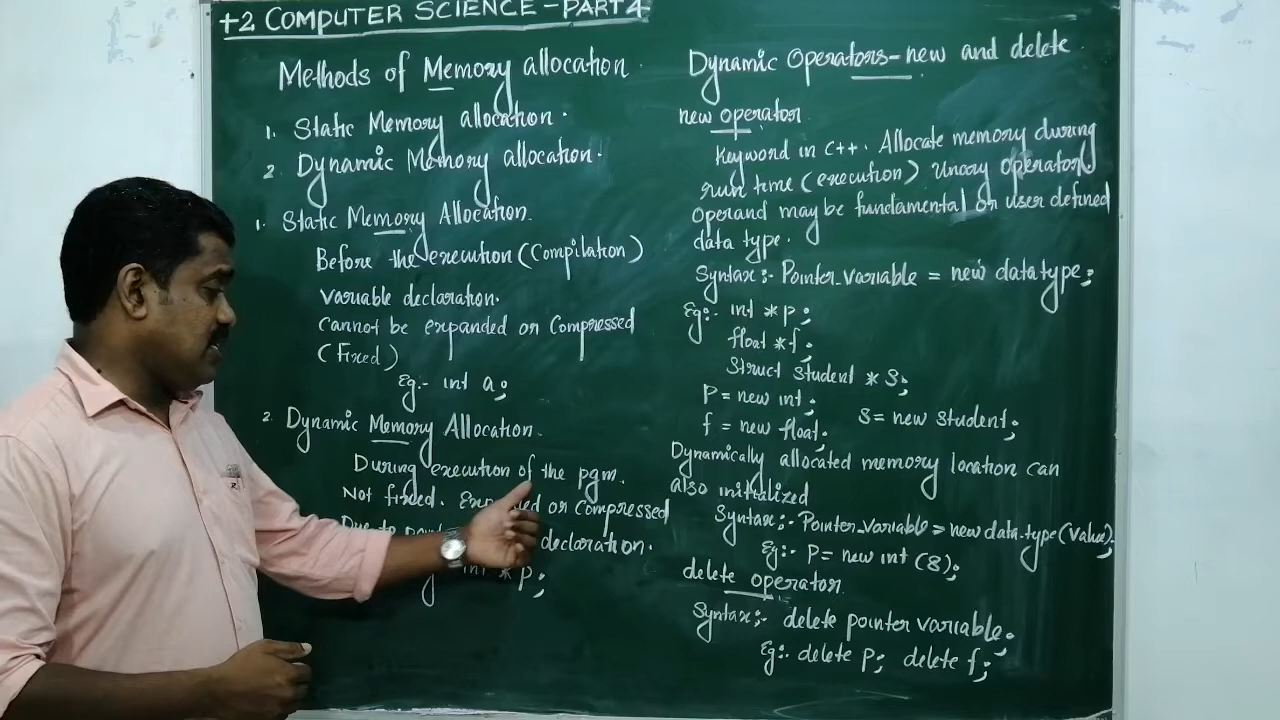 +2 COMPUTER SCIENCE - PART 4
Methods of Memory allocation.
1. Static Memory allocation.
2. Dynamic Memory allocation.
1. Static Memory Allocation.
Before the execution (Compilation)
variable declaration.
Cannot be expanded or Compressed
(Fixed)
Eg:- int a;
2. Dynamic Memory Allocation.
During execution of the pgm.
Not fixed. or Compressed
Due to declaration.
int * p;
Dynamic Operators - new and delete
new operator
Keyword in C++. Allocate memory during
run time (execution) Unary operator
Operand may be fundamental or user defined
data type.
Syntax:- Pointer_variable = new datatype;
Eg:- int *p;
float *f;
Struct Student * S;
P = new int;
S = new Student;
f = new float;
Dynamically allocated memory location can
also initialized
Syntax:- Pointer_variable = new data-type (Value);
Eg:- P = new int (8);
delete operator
Syntax:- delete pointer variable;
Eg:- delete p; delete f;